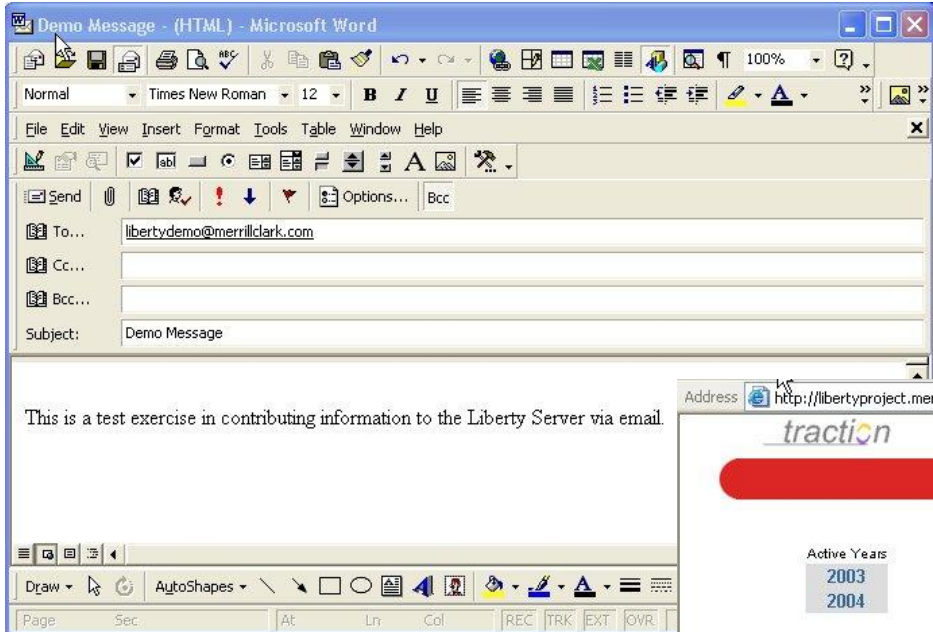 Demo Message - (HTML) - Microsoft Word
ABC
100%
Normal Times New Roman 12 B I U A
File Edit View Insert Format Tools Table Window Help
abl A
Send Options... Bcc
To... libertydemo@merrillclark.com
Cc...
Bcc...
Subject: Demo Message
This is a test exercise in contributing information to the Liberty Server via email.
Address http://libertyproject.mer
traction
Active Years
2003
2004
Draw AutoShapes A A
Page Sec At Ln Col REC TRK EXT OVR